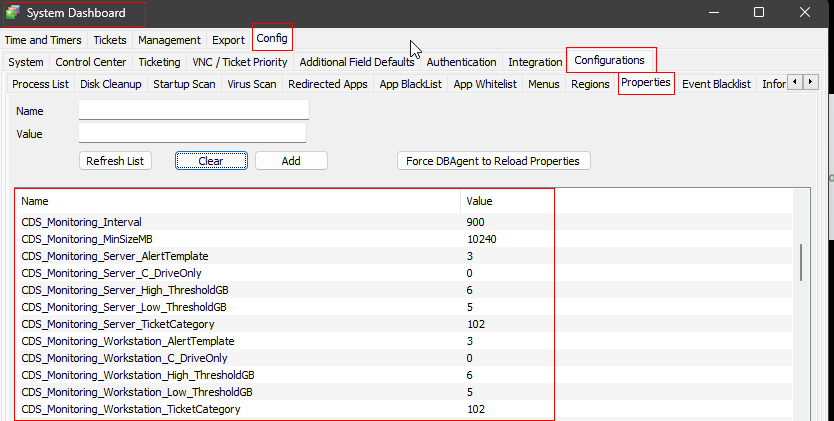 System Dashboard
Time and Timers Tickets Management Export Config
System Control Center Ticketing VNC / Ticket Priority Additional Field Defaults Authentication Integration Configurations
Process List Disk Cleanup Startup Scan Virus Scan Redirected Apps App BlackList App Whitelist Menus Regions Properties Event Blacklist Infor
Name
Value
Refresh List Clear Add Force DBAgent to Reload Properties
Name Value
CDS_Monitoring_Interval 900
CDS_Monitoring_MinSizeMB 10240
CDS_Monitoring_Server_AlertTemplate 3
CDS_Monitoring_Server_C_DriveOnly 0
CDS_Monitoring_Server_High_ThresholdGB 6
CDS_Monitoring_Server_Low_ThresholdGB 5
CDS_Monitoring_Server_TicketCategory 102
CDS_Monitoring_Workstation_AlertTemplate 3
CDS_Monitoring_Workstation_C_DriveOnly 0
CDS_Monitoring_Workstation_High_ThresholdGB 6
CDS_Monitoring_Workstation_Low_ThresholdGB 5
CDS_Monitoring_Workstation_TicketCategory 102